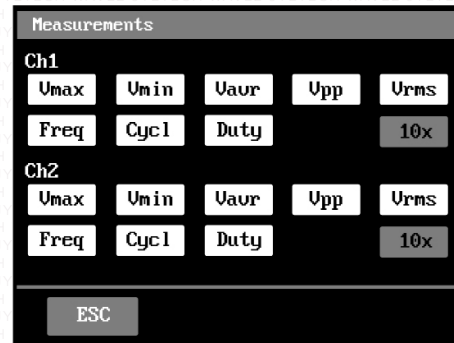 Measurements
Ch1
Vmax Vmin Vavr Vpp Vrms
Freq Cycl Duty 10x
Ch2
Vmax Vmin Vavr Vpp Vrms
Freq Cycl Duty 10x
ESC